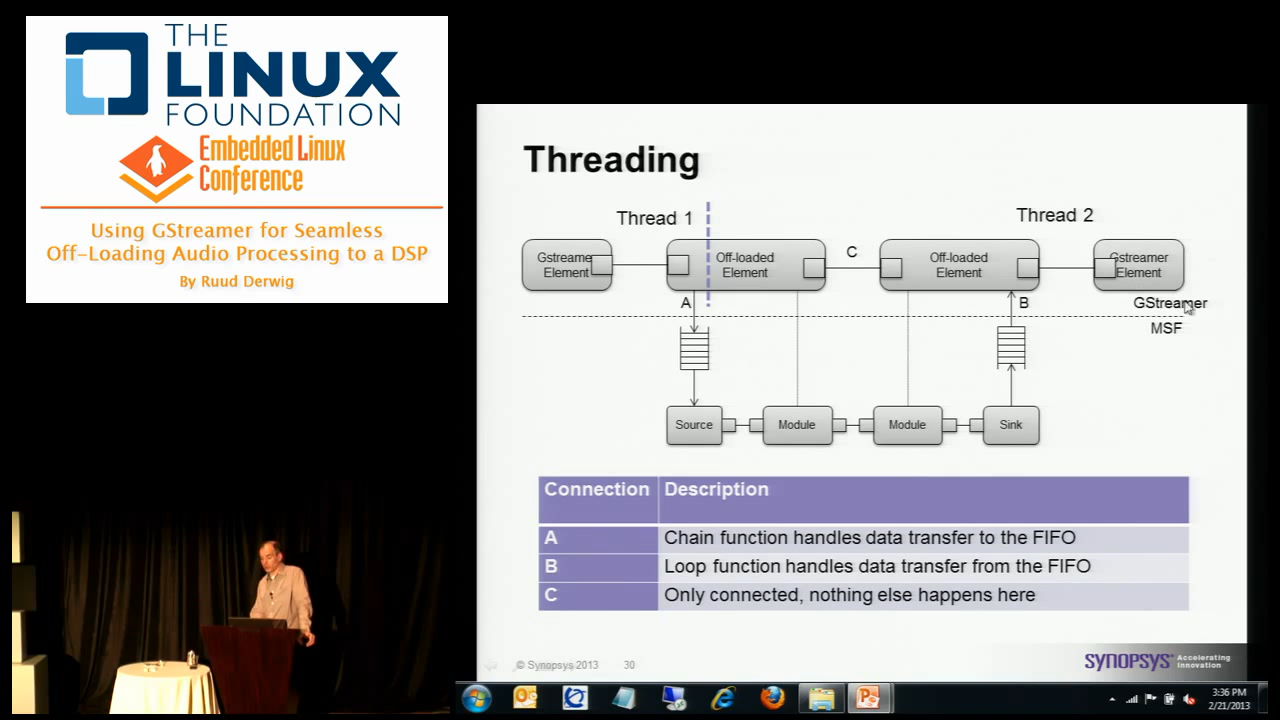 THE
LINUX
FOUNDATION
Embedded Linux
Conference
Using GStreamer for Seamless
Off-Loading Audio Processing to a DSP
By Ruud Derwig
Threading
Thread 1
Thread 2
Gstreame
Element
Off-loaded
Element
C
Off-loaded
Element
Gstreamer
Element
A
B
GStreamer
MSF
Source
Module
Module
Sink
Connection Description
A Chain function handles data transfer to the FIFO
B Loop function handles data transfer from the FIFO
C Only connected, nothing else happens here
© Synopsys 2013 30
SYNOPSYS Accelerating
Innovation
3:36 PM
2/21/2013